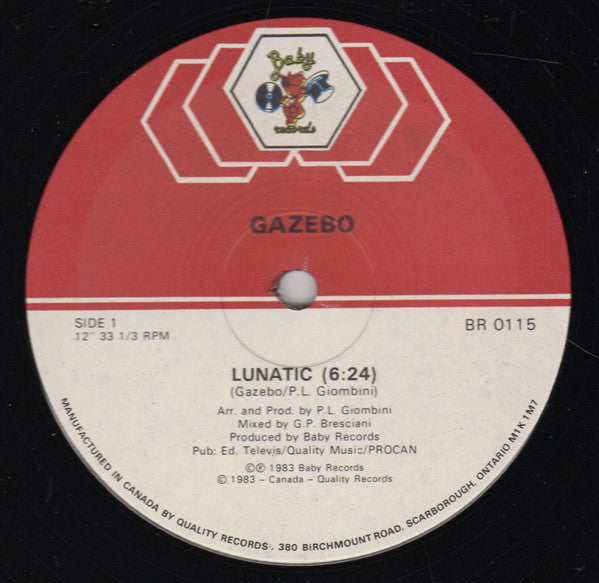 Baby
records
GAZEBO
SIDE 1
12" 33 1/3 RPM
BR 0115
LUNATIC (6:24)
(Gazebo/P.L. Giombini)
Arr. and Prod. by P.L. Giombini
Mixed by G.P. Bresciani
Produced by Baby Records
Pub: Ed. Televis/Quality Music/PROCAN
©℗ 1983 Baby Records
© 1983 - Canada - Quality Records
MANUFACTURED IN CANADA BY QUALITY RECORDS, 380 BIRCHMOUNT ROAD, SCARBOROUGH, ONTARIO M1K 1M7